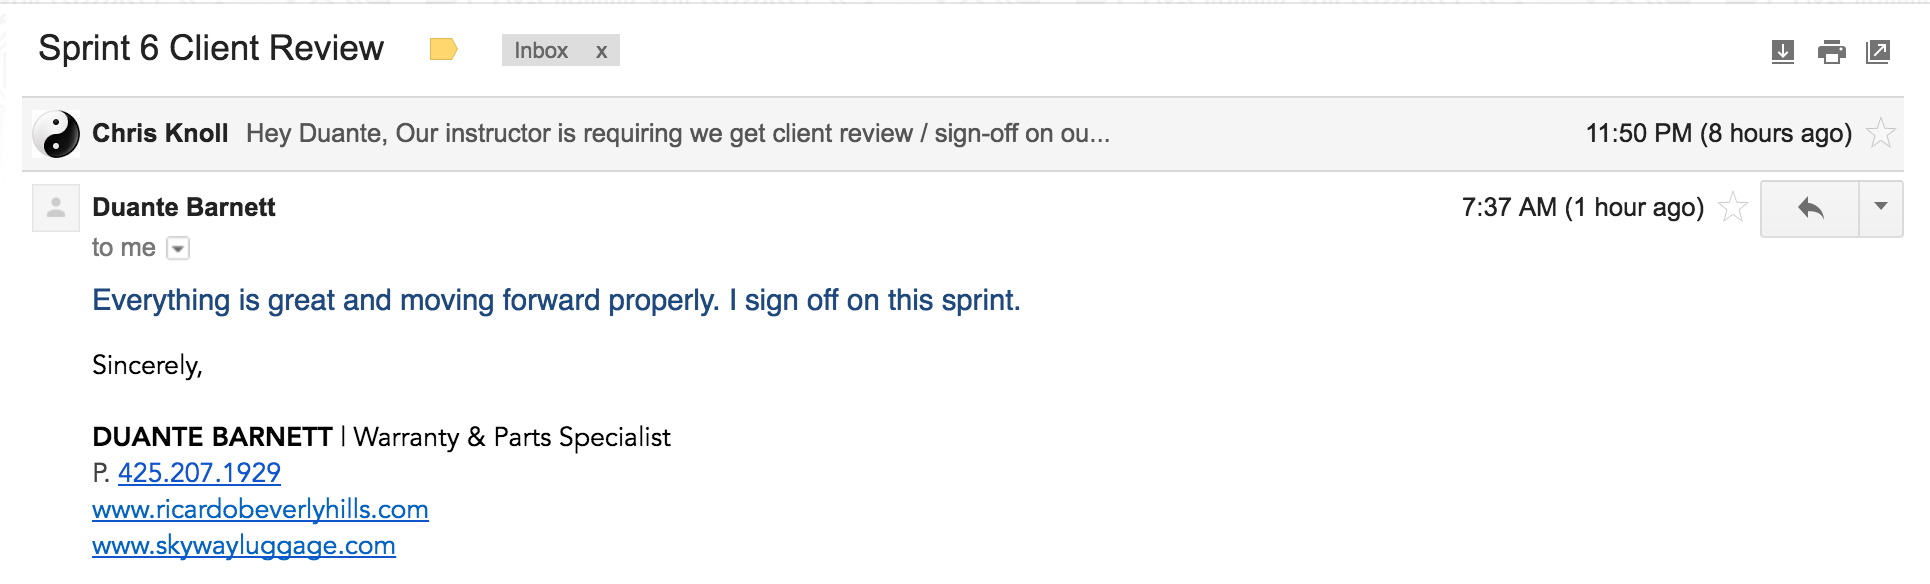 Sprint 6 Client Review Inbox x
Chris Knoll Hey Duante, Our instructor is requiring we get client review / sign-off on ou... 11:50 PM (8 hours ago)
Duante Barnett 7:37 AM (1 hour ago)
to me
Everything is great and moving forward properly. I sign off on this sprint.
Sincerely,
DUANTE BARNETT | Warranty & Parts Specialist
P. 425.207.1929
www.ricardobeverlyhills.com
www.skywayluggage.com